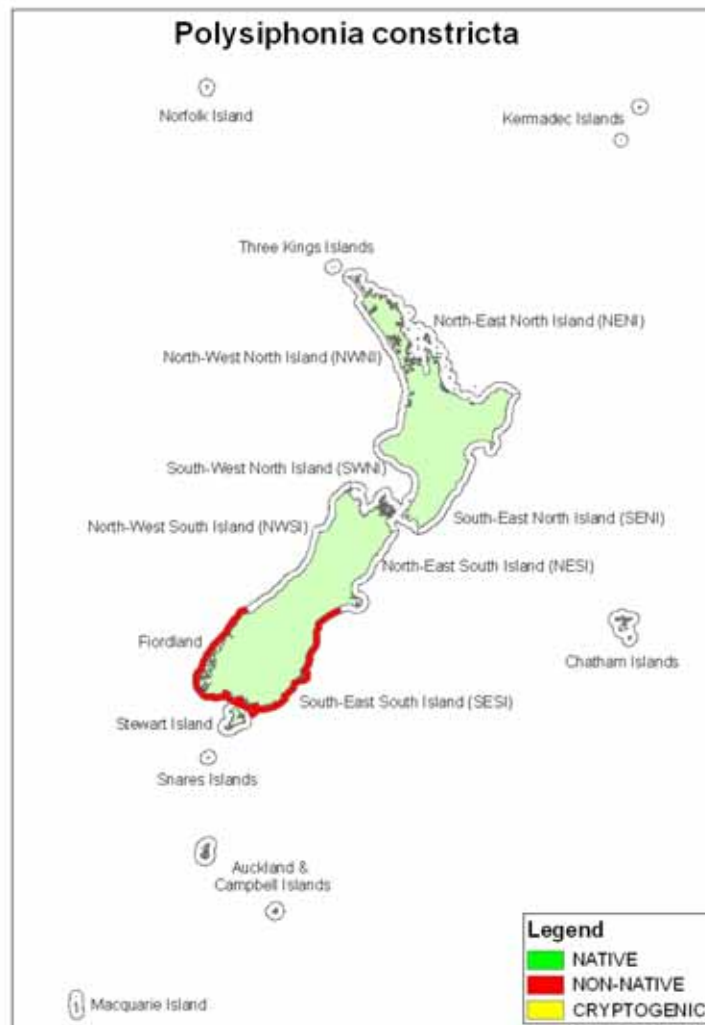 Polysiphonia constricta
Norfolk Island
Kermadec Islands
Three Kings Islands
North-East North Island (NENI)
North-West North Island (NWNI)
South-West North Island (SWNI)
South-East North Island (SENI)
North-West South Island (NWSI)
North-East South Island (NESI)
Fiordland
Chatham Islands
South-East South Island (SESI)
Stewart Island
Snares Islands
Auckland &
Campbell Islands
Legend
NATIVE
NON-NATIVE
CRYPTOGENIC
Macquarie Island